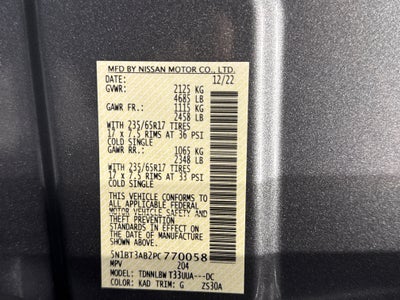 MFD BY NISSAN MOTOR CO., LTD.
DATE: 12/22
GVWR: 2125 KG
4685 LB
GAWR FR.: 1115 KG
2458 LB
WITH 235/65R17 TIRES
17 x 7.5 RIMS AT 36 PSI
COLD SINGLE
GAWR RR.: 1065 KG
2348 LB
WITH 235/65R17 TIRES
17 x 7.5 RIMS AT 33 PSI
COLD SINGLE
THIS VEHICLE CONFORMS TO
ALL APPLICABLE FEDERAL
MOTOR VEHICLE SAFETY
AND THEFT PREVENTION
STANDARDS IN EFFECT ON
THE DATE OF MANUFACTURE
SHOWN ABOVE.
5N1BT3AB2PC770058
MPV 204
MODEL: TDNNLBW T33UUA---DC
COLOR: KAD TRIM: G ZS30A